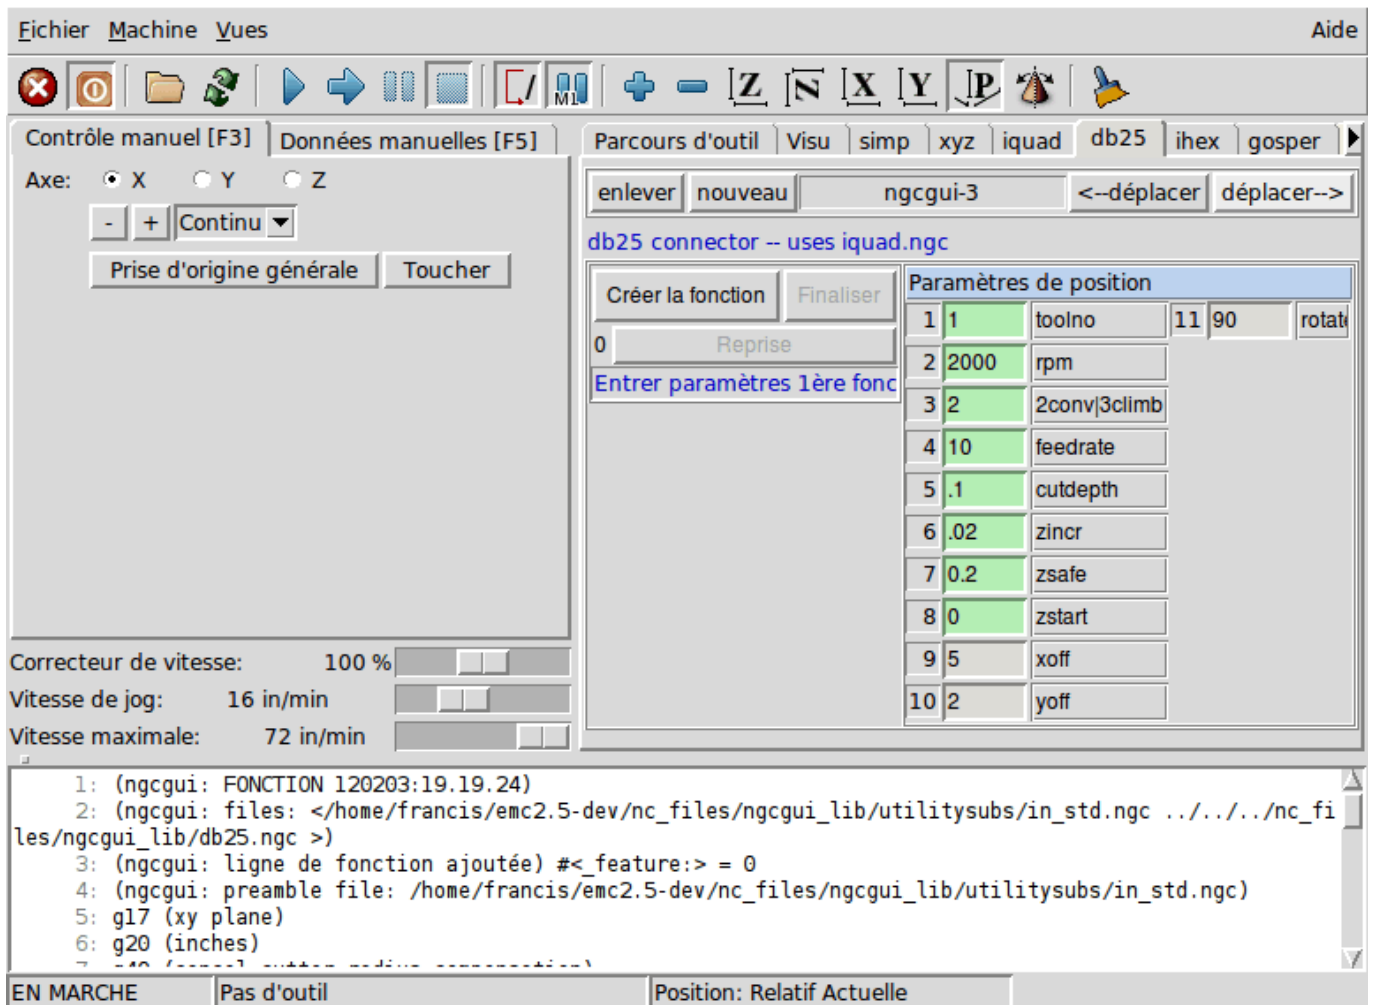 Fichier Machine Vues Aide
Z N X Y P
M1
Contrôle manuel [F3] Données manuelles [F5]
Axe: X Y Z
- + Continu
Prise d'origine générale Toucher
Parcours d'outil Visu simp xyz iquad db25 ihex gosper
enlever nouveau ngcgui-3 <--déplacer déplacer-->
db25 connector -- uses iquad.ngc
Créer la fonction Finaliser
0 Reprise
Entrer paramètres 1ère fonc
Paramètres de position
1 1 toolno 11 90 rotat
2 2000 rpm
3 2 2conv|3climb
4 10 feedrate
5 .1 cutdepth
6 .02 zincr
7 0.2 zsafe
8 0 zstart
9 5 xoff
10 2 yoff
Correcteur de vitesse: 100 %
Vitesse de jog: 16 in/min
Vitesse maximale: 72 in/min
1: (ngcgui: FONCTION 120203:19.19.24)
2: (ngcgui: files: </home/francis/emc2.5-dev/nc_files/ngcgui_lib/utilitysubs/in_std.ngc ../../../nc_fi
les/ngcgui_lib/db25.ngc >)
3: (ngcgui: ligne de fonction ajoutée) #<_feature:> = 0
4: (ngcgui: preamble file: /home/francis/emc2.5-dev/nc_files/ngcgui_lib/utilitysubs/in_std.ngc)
5: g17 (xy plane)
6: g20 (inches)
EN MARCHE Pas d'outil Position: Relatif Actuelle